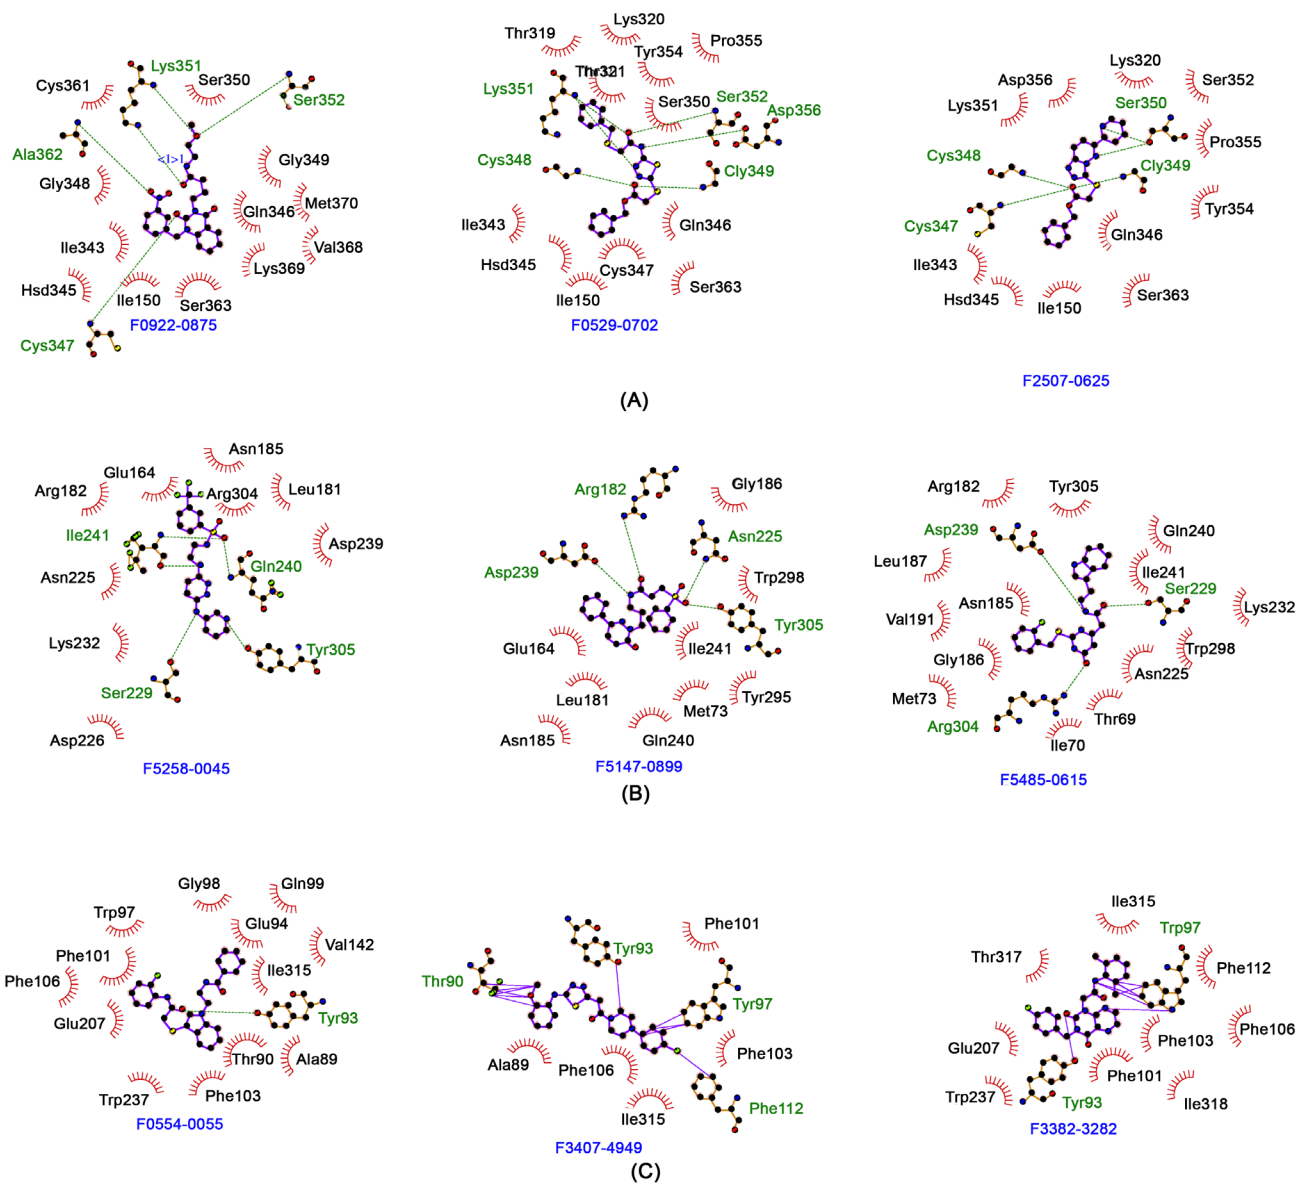 Lys351
Ser350
Cys361
Ser352
Ala362
<I>1
Gly349
Gly348
Gln346
Met370
Ile343
Val368
Lys369
Hsd345
Ile150
Ser363
F0922-0875
Cys347
Lys320
Thr319
Tyr354
Pro355
Thr321
Lys351
Ser350
Ser352
Asp356
Cys348
Cly349
Ile343
Gln346
Hsd345
Cys347
Ile150
Ser363
F0529-0702
Lys320
Asp356
Ser352
Lys351
Ser350
Pro355
Cys348
Cly349
Tyr354
Cys347
Gln346
Ile343
Hsd345
Ile150
Ser363
F2507-0625
(A)
Asn185
Glu164
Arg182
Arg304
Leu181
Ile241
Asp239
Gln240
Asn225
Lys232
Tyr305
Ser229
Asp226
F5258-0045
Arg182
Gly186
Asn225
Asp239
Trp298
Tyr305
Glu164
Ile241
Leu181
Met73
Tyr295
Asn185
Gln240
F5147-0899
Arg182
Tyr305
Asp239
Gln240
Leu187
Ile241
Ser229
Asn185
Lys232
Val191
Trp298
Gly186
Asn225
Met73
Thr69
Arg304
Ile70
F5485-0615
(B)
Gly98
Gln99
Trp97
Glu94
Val142
Phe101
Ile315
Phe106
Glu207
Tyr93
Thr90
Ala89
Trp237
Phe103
F0554-0055
Phe101
Tyr93
Thr90
Tyr97
Ala89
Phe106
Phe103
Ile315
Phe112
F3407-4949
Ile315
Trp97
Thr317
Phe112
Phe106
Glu207
Phe103
Phe101
Trp237
Tyr93
Ile318
F3382-3282
(C)